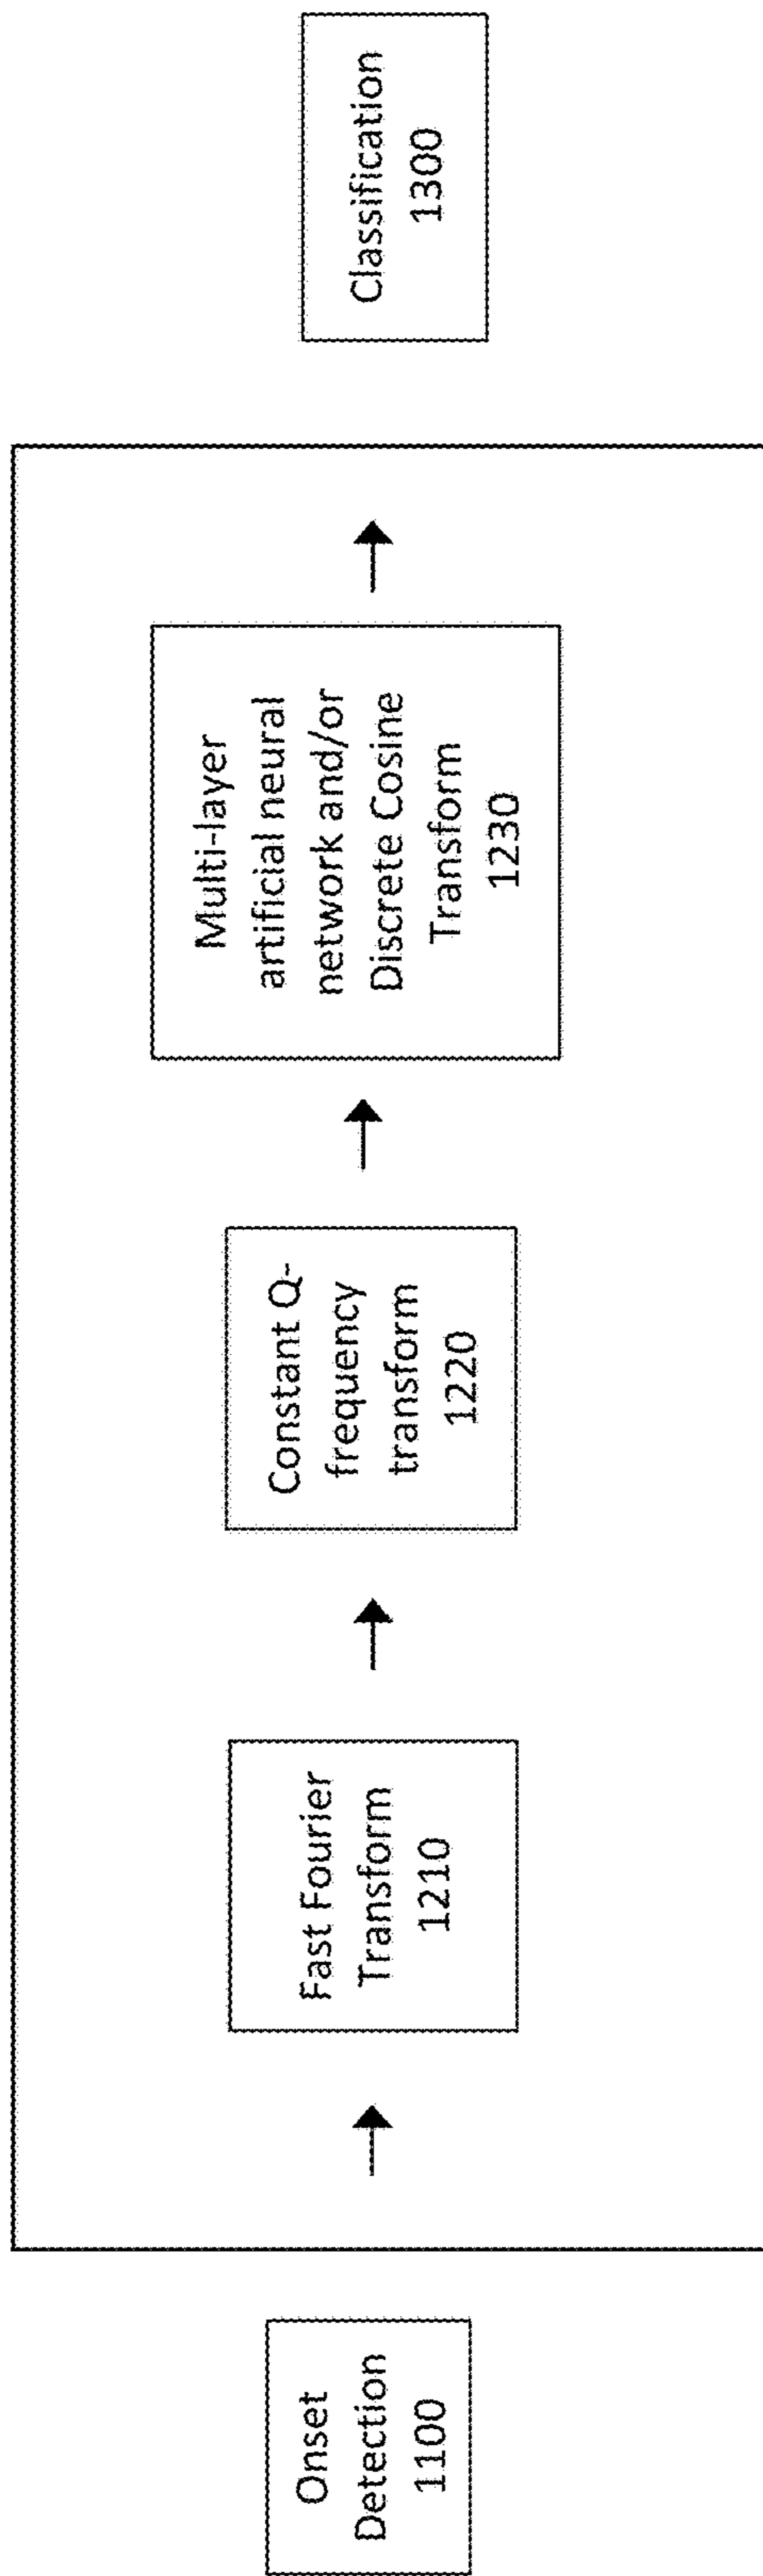 Onset
Detection
1100
Fast Fourier
Transform
1210
Constant Q-
frequency
transform
1220
Multi-layer
artificial neural
network and/or
Discrete Cosine
Transform
1230
Classification
1300